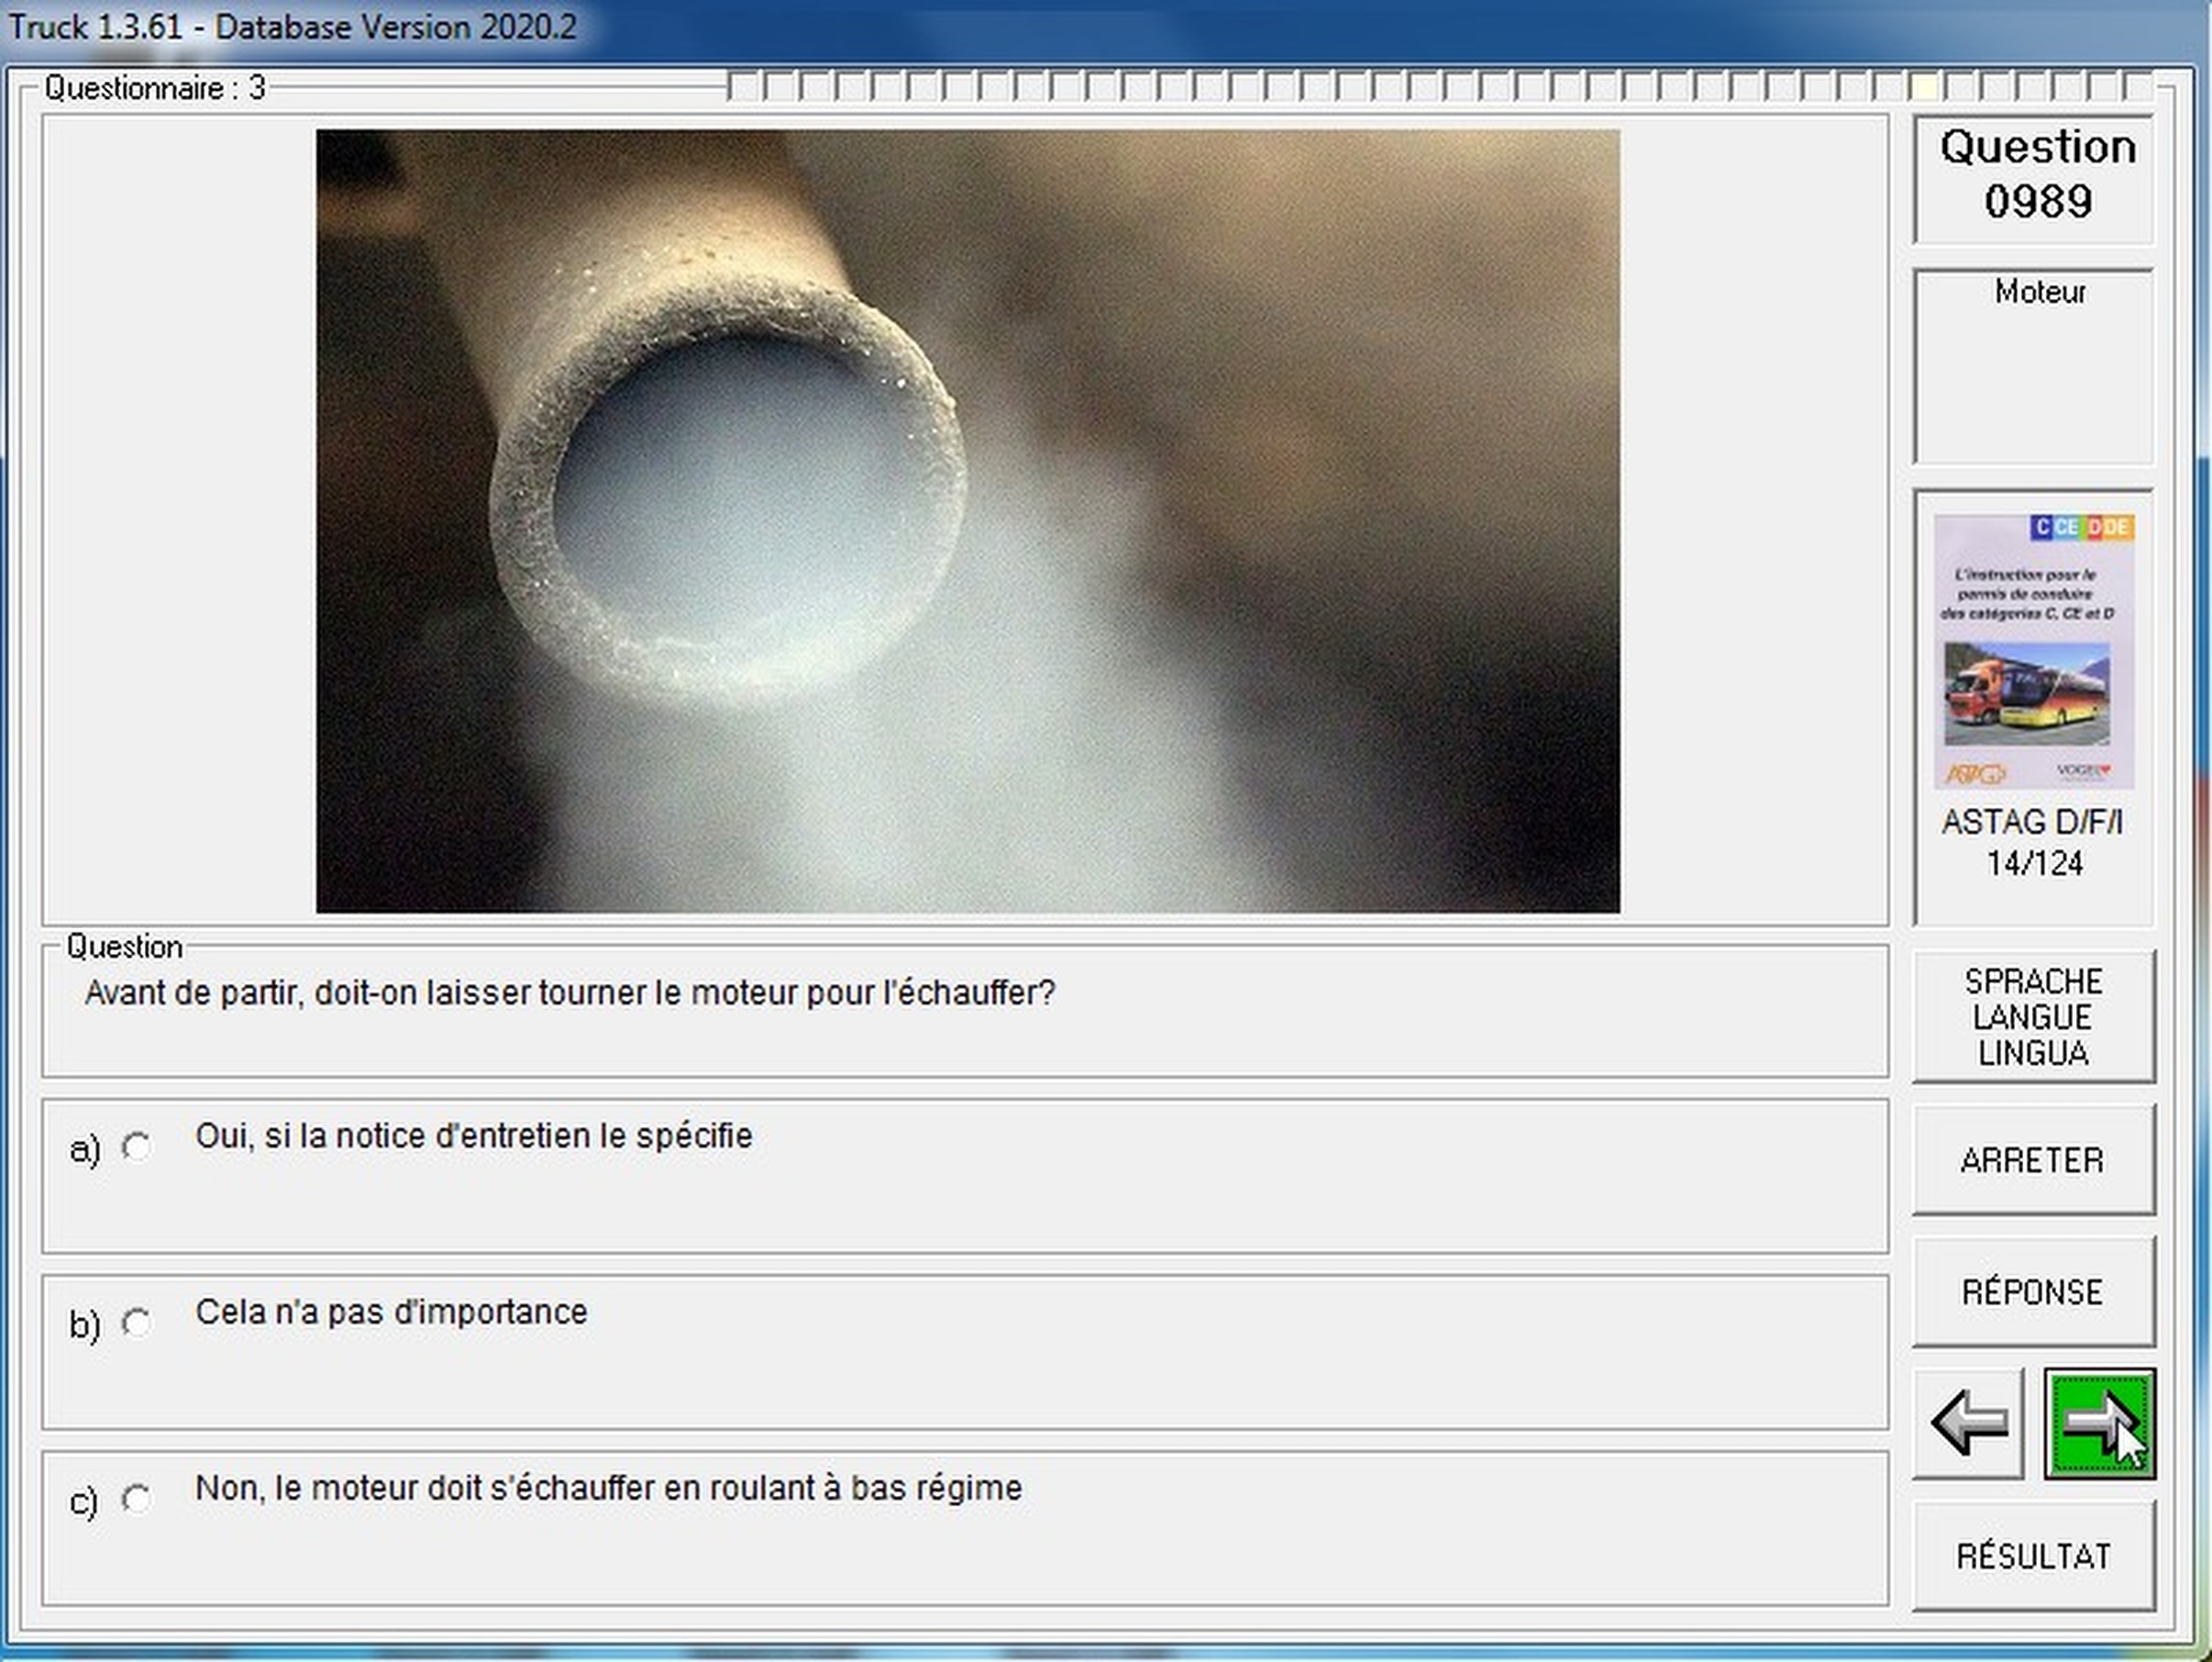 Truck 1.3.61 - Database Version 2020.2
Questionnaire : 3
Question
0989
Moteur
C CE D DE
L'instruction pour le
permis de conduire
des catégories C, CE et D
ASTAG
VOGEL
ASTAG D/F/I
14/124
Question
Avant de partir, doit-on laisser tourner le moteur pour l'échauffer?
a) Oui, si la notice d'entretien le spécifie
b) Cela n'a pas d'importance
c) Non, le moteur doit s'échauffer en roulant à bas régime
SPRACHE
LANGUE
LINGUA
ARRETER
RÉPONSE
RÉSULTAT